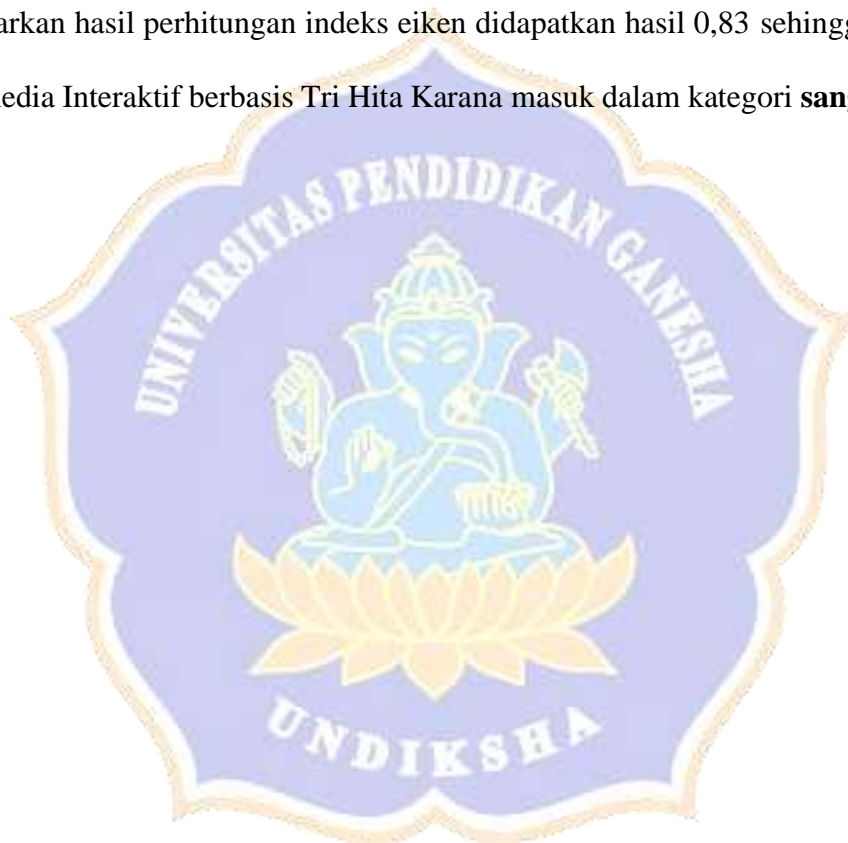 arkan hasil perhitungan indeks eiken didapatkan hasil 0,83 sehingg
edia Interaktif berbasis Tri Hita Karana masuk dalam kategori sang
UNIVERSITAS PENDIDIKAN GANESHA
UNDIKSHA